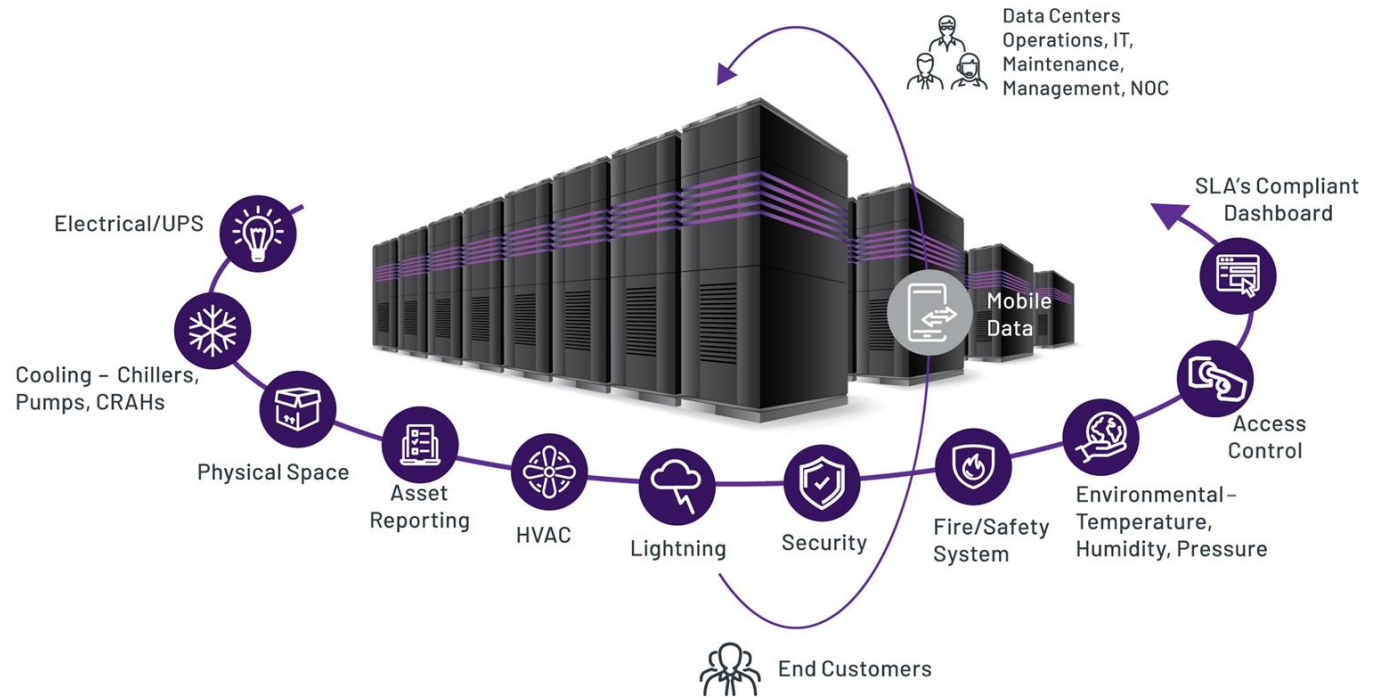 Data Centers
Operations, IT,
Maintenance,
Management, NOC
SLA's Compliant
Dashboard
Electrical/UPS
Mobile
Data
Cooling – Chillers,
Pumps, CRAHs
Access
Control
Physical Space
Asset
Reporting
HVAC
Lightning
Security
Fire/Safety
System
Environmental–
Temperature,
Humidity, Pressure
End Customers